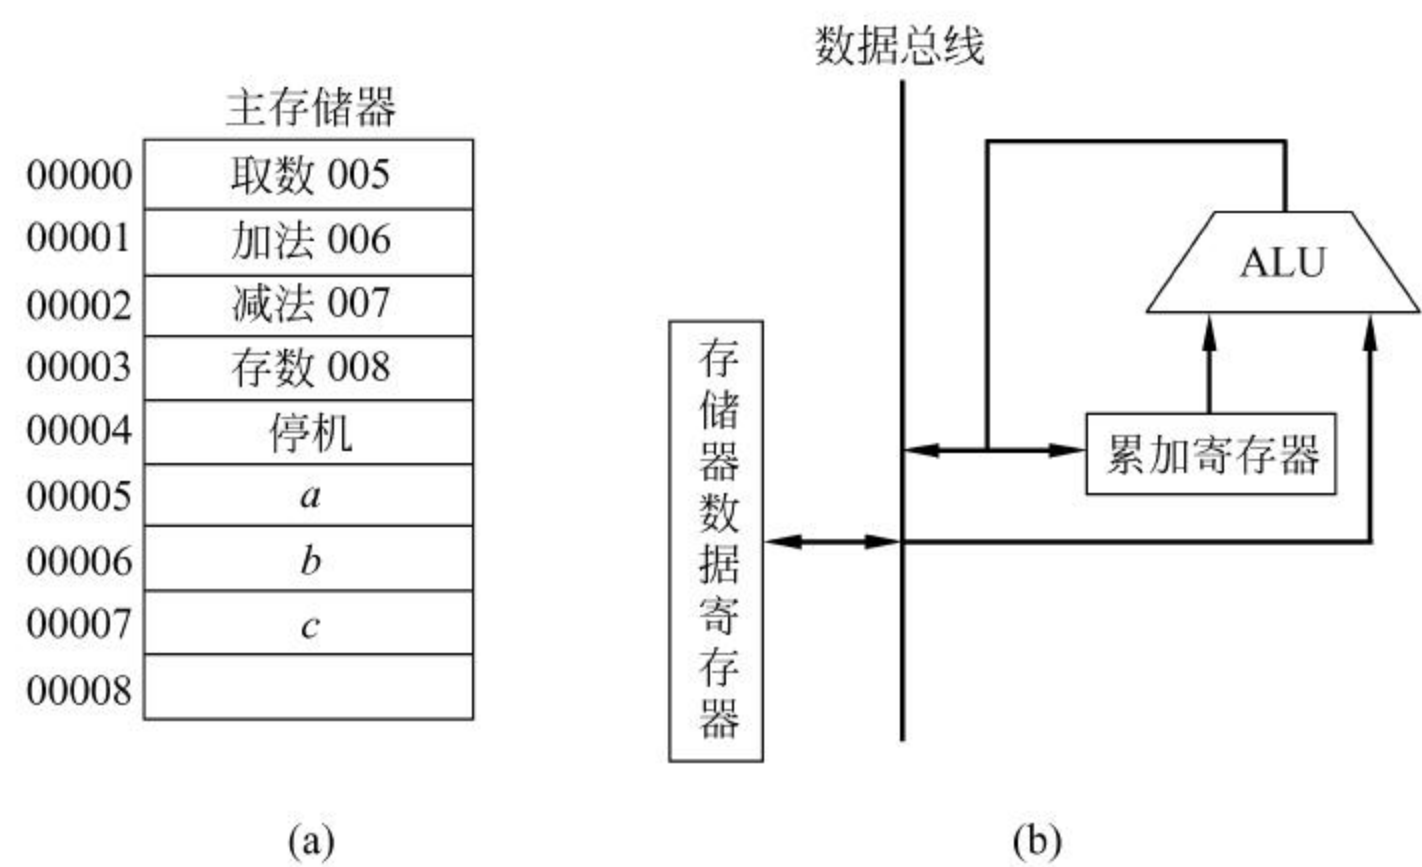 主存储器
00000 取数 005
00001 加法 006
00002 减法 007
00003 存数 008
00004 停机
00005 a
00006 b
00007 c
00008
(a)
数据总线
ALU
累加寄存器
存储器数据寄存器
(b)